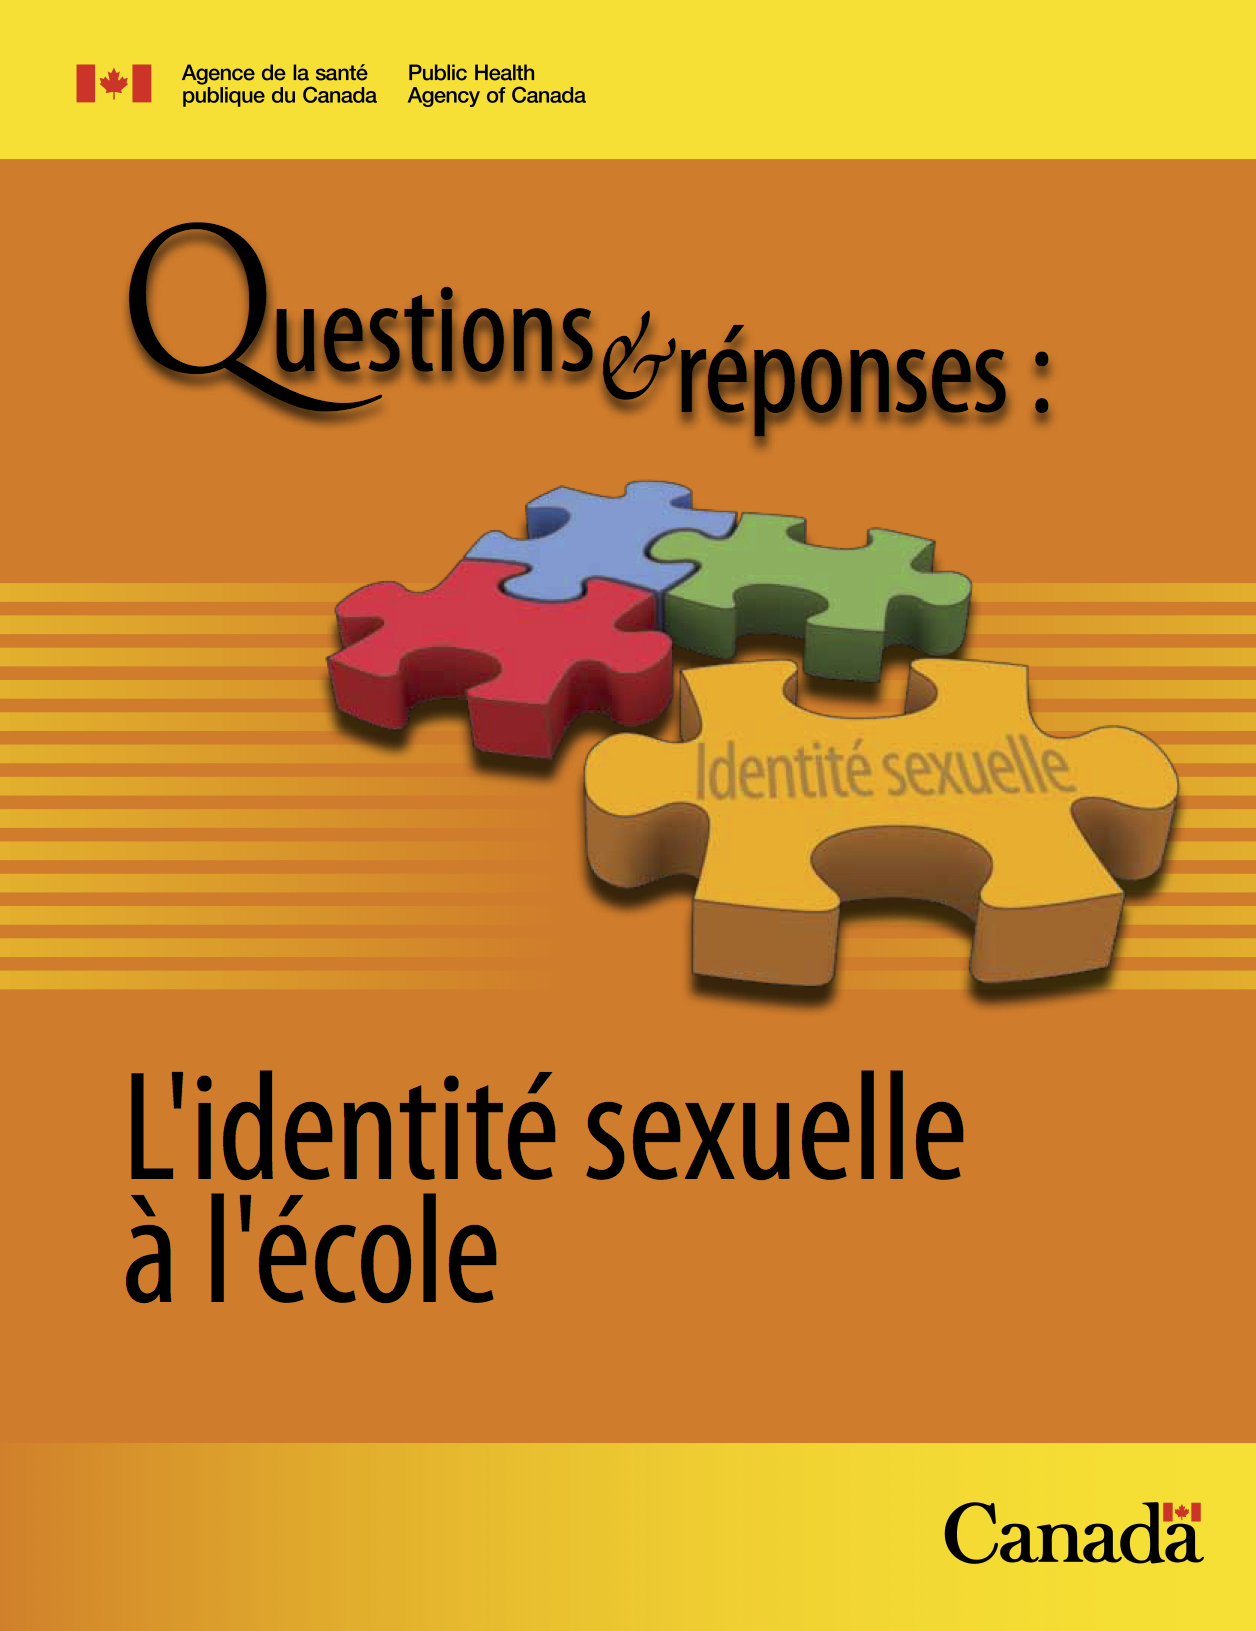 Agence de la santé
publique du Canada
Public Health
Agency of Canada
Questions & réponses :
Identité sexuelle
L'identité sexuelle
à l'école
Canada